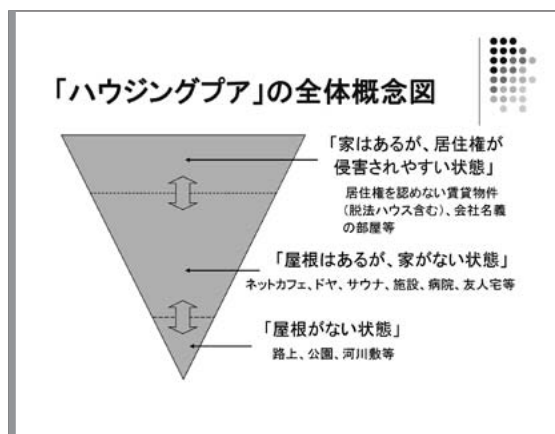 「ハウジングプア」の全体概念図
「家はあるが、居住権が
侵害されやすい状態」
居住権を認めない賃貸物件
(脱法ハウス含む)、会社名義
の部屋等
「屋根はあるが、家がない状態」
ネットカフェ、ドヤ、サウナ、施設、病院、友人宅等
「屋根がない状態」
路上、公園、河川敷等